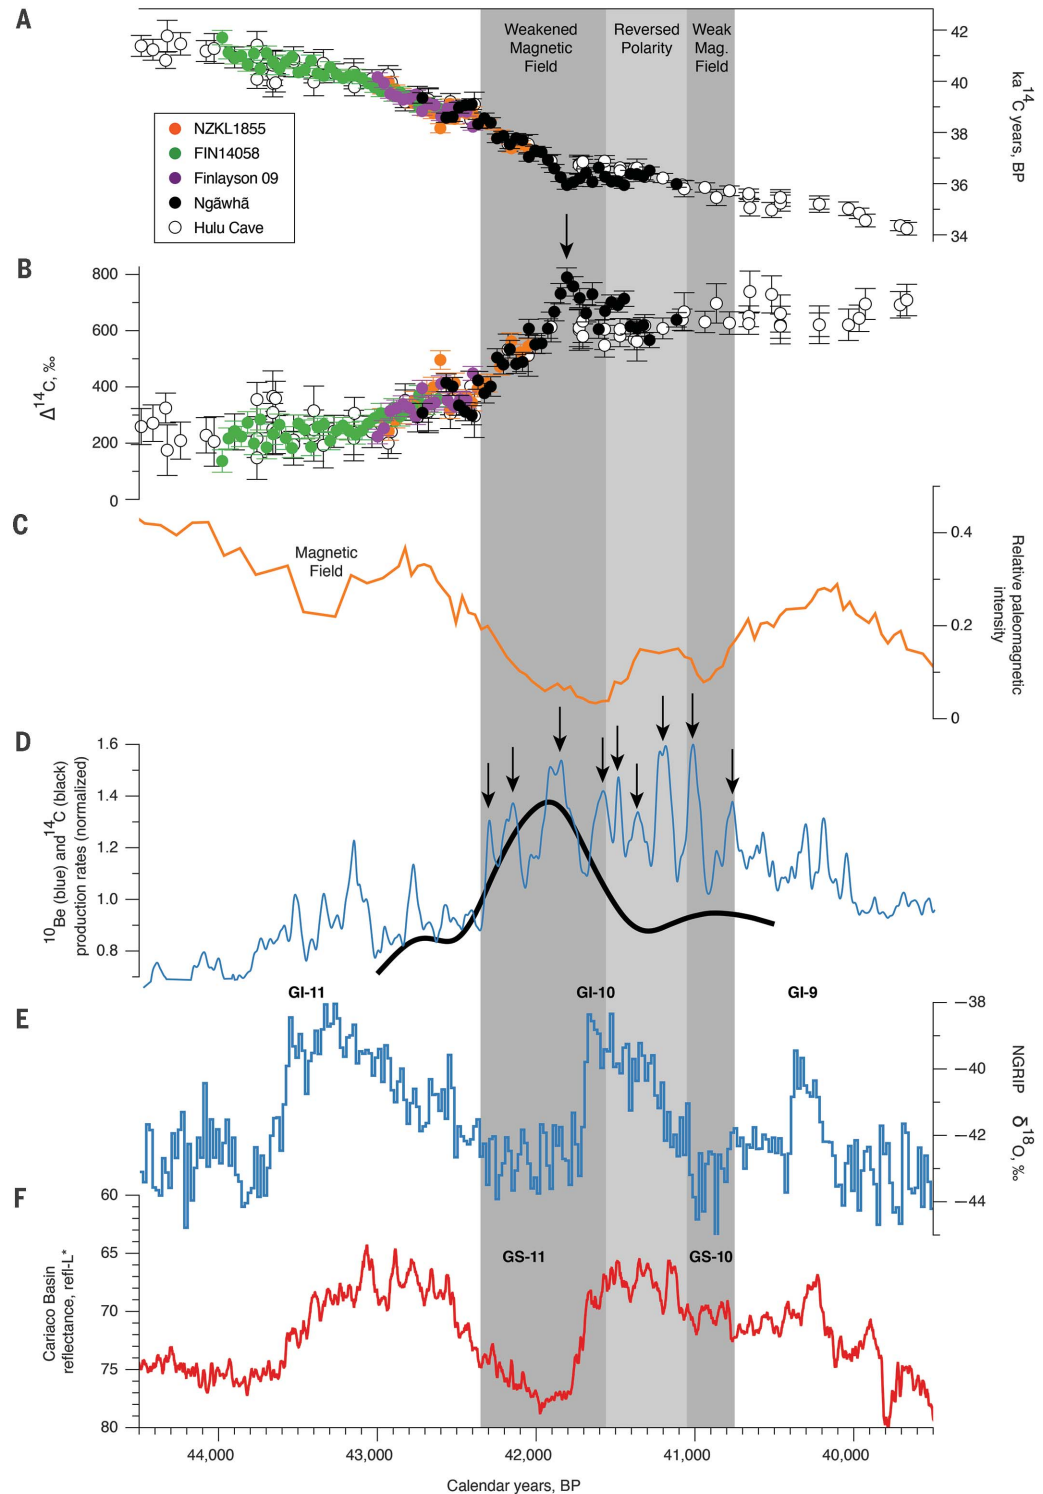 A
Weakened
Magnetic
Field
Reversed
Polarity
Weak
Mag.
Field
42
40
38
36
34
ka 14C years, BP
NZKL1855
FIN14058
Finlayson 09
Ngāwhā
Hulu Cave
B
800
600
400
200
0
Δ14C, ‰
C
Magnetic
Field
0.4
0.2
0
Relative paleomagnetic
intensity
D
1.6
1.4
1.2
1.0
0.8
10Be (blue) and 14C (black)
production rates (normalized)
GI-11
GI-10
GI-9
E
−38
−40
−42
−44
NGRIP δ18O, ‰
F
60
65
70
75
80
Cariaco Basin
reflectance, refl-L*
GS-11
GS-10
44,000
43,000
42,000
41,000
40,000
Calendar years, BP